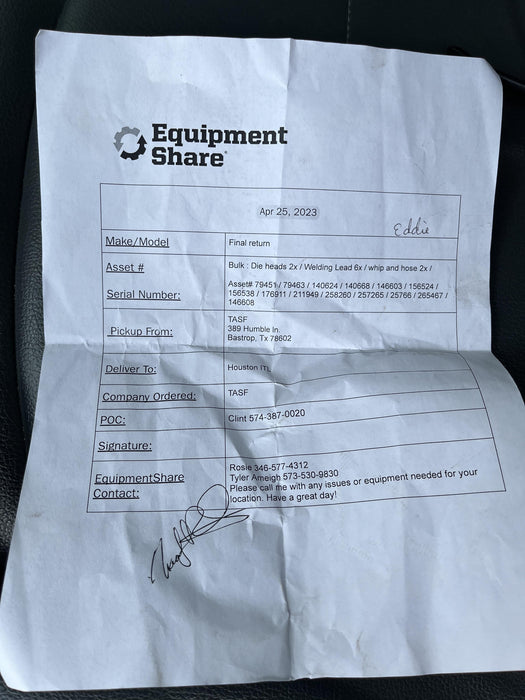 Equipment
Share
Apr 25, 2023
Eddie
Make/Model
Final return
Asset #
Bulk : Die heads 2x / Welding Lead 6x / whip and hose 2x /
Serial Number:
Asset# 79451 / 79463 / 140624 / 140668 / 146603 / 156524 /
156538 / 176911 / 211949 / 258260 / 257265 / 25766 / 265467 /
146608
Pickup From:
TASF
389 Humble ln.
Bastrop, Tx 78602
Deliver To:
Houston ITL
Company Ordered:
TASF
POC:
Clint 574-387-0020
Signature:
EquipmentShare
Contact:
Rosie 346-577-4312
Tyler Ameigh 573-530-9830
Please call me with any issues or equipment needed for your
location. Have a great day!